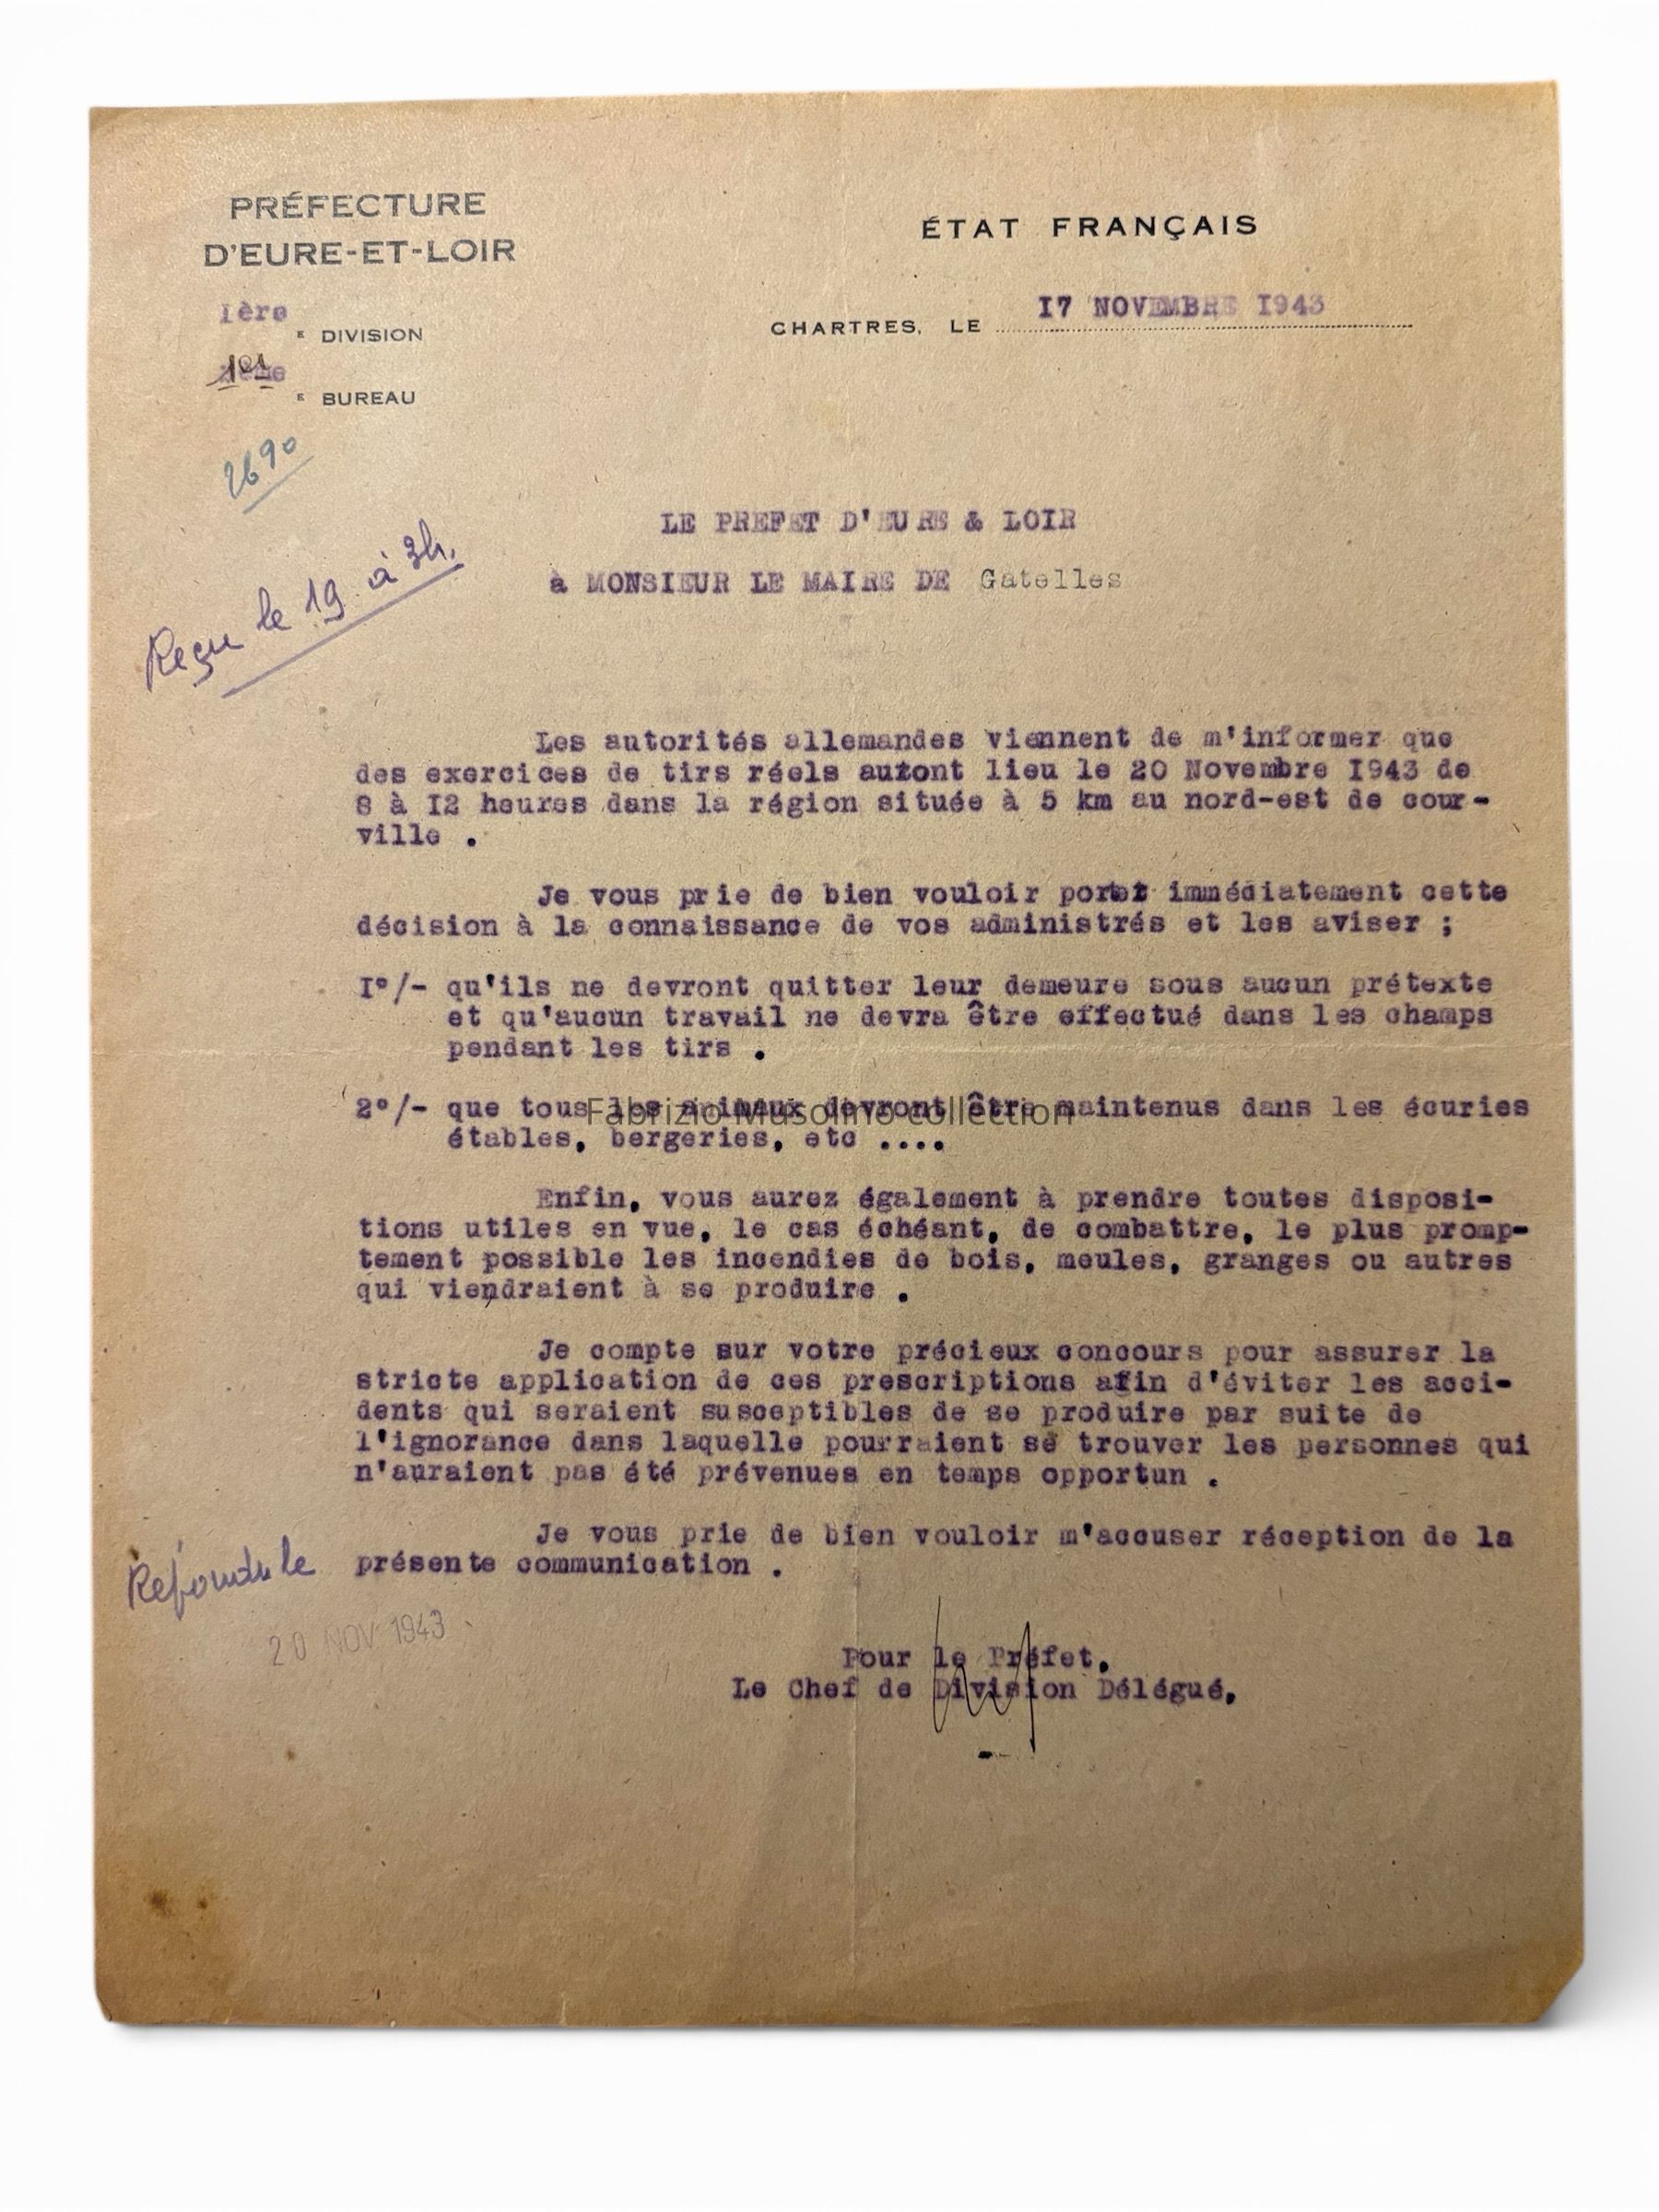 PRÉFECTURE
D'EURE-ET-LOIR
ÉTAT FRANÇAIS
Ière
E DIVISION
CHARTRES, LE 17 NOVEMBRE 1943
1er
E BUREAU
2690
LE PREFET D'EURE & LOIR
à MONSIEUR LE MAIRE DE Gatelles
Reçu le 19 à 3h.
Les autorités allemandes viennent de m'informer que
des exercices de tirs réels auront lieu le 20 Novembre 1943 de
8 à 12 heures dans la région située à 5 km au nord-est de cour-
ville .
Je vous prie de bien vouloir porter immédiatement cette
décision à la connaissance de vos administrés et les aviser ;
I°/- qu'ils ne devront quitter leur demeure sous aucun prétexte
et qu'aucun travail ne devra être effectué dans les champs
pendant les tirs .
2°/- que tous les animaux devront être maintenus dans les écuries
Fabrizio Musolino collection
étables, bergeries, etc ....
Enfin, vous aurez également à prendre toutes disposi-
tions utiles en vue, le cas échéant, de combattre, le plus promp-
tement possible les incendies de bois, meules, granges ou autres
qui viendraient à se produire .
Je compte sur votre précieux concours pour assurer la
stricte application de ces prescriptions afin d'éviter les acci-
dents qui seraient susceptibles de se produire par suite de
l'ignorance dans laquelle pourraient se trouver les personnes qui
n'auraient pas été prévenues en temps opportun .
Je vous prie de bien vouloir m'accuser réception de la
présente communication .
Répondu le
20 NOV 1943
Pour le Préfet,
Le Chef de Division Délégué,